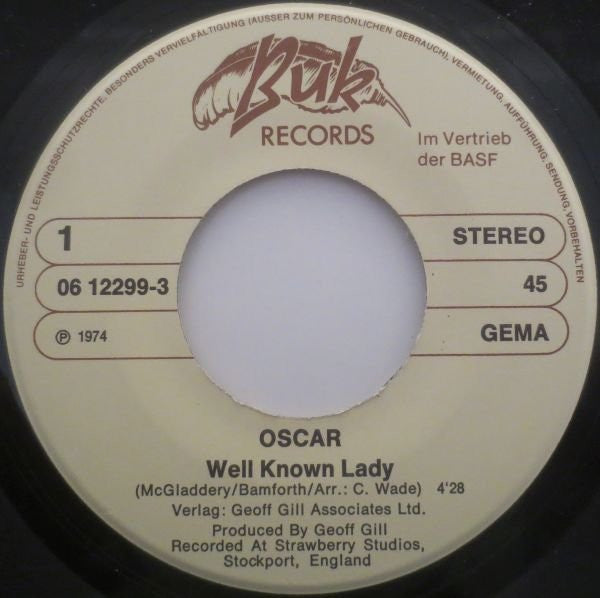 URHEBER- UND LEISTUNGSSCHUTZRECHTE, BESONDERS VERVIELFÄLTIGUNG (AUSSER ZUM PERSÖNLICHEN GEBRAUCH), VERMIETUNG, AUFFÜHRUNG, SENDUNG, VORBEHALTEN
Buk
RECORDS
Im Vertrieb
der BASF
1 STEREO
06 12299-3 45
℗ 1974 GEMA
OSCAR
Well Known Lady
(McGladdery/Bamforth/Arr.: C. Wade) 4'28
Verlag: Geoff Gill Associates Ltd.
Produced By Geoff Gill
Recorded At Strawberry Studios,
Stockport, England